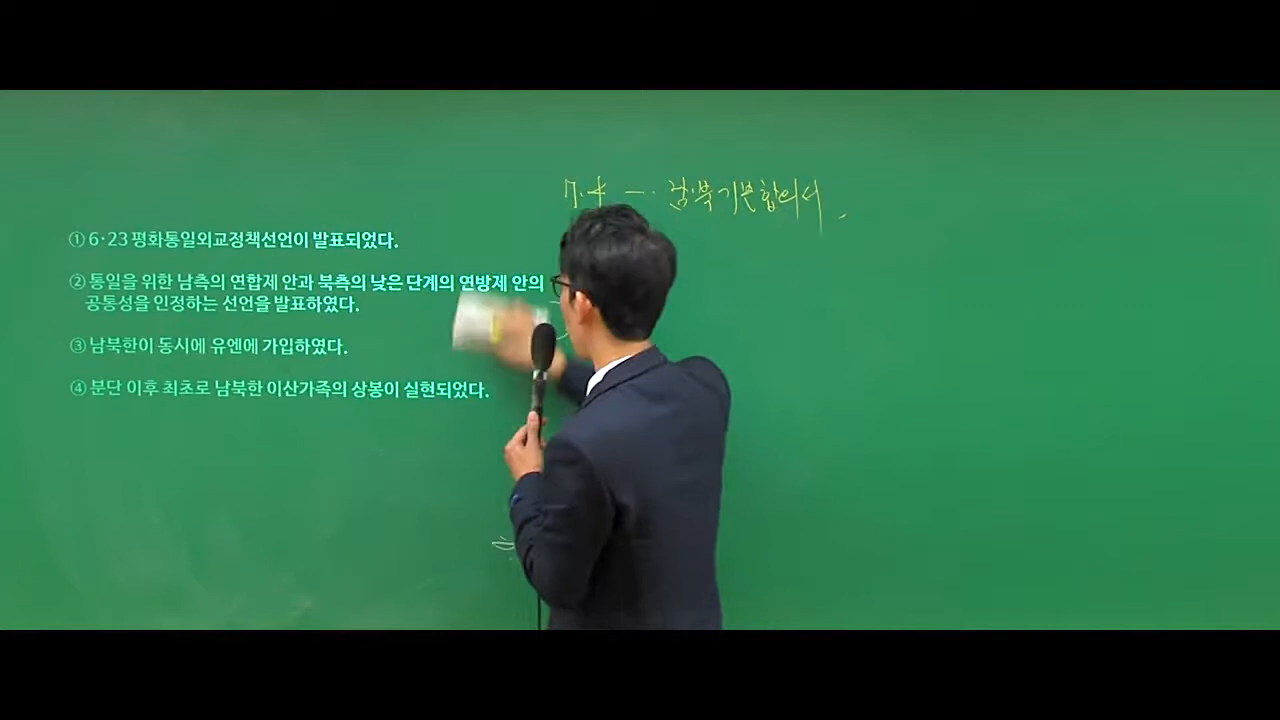 7.4 — 남북기본합의서
① 6·23 평화통일외교정책선언이 발표되었다.
② 통일을 위한 남측의 연합제 안과 북측의 낮은 단계의 연방제 안의
공통성을 인정하는 선언을 발표하였다.
③ 남북한이 동시에 유엔에 가입하였다.
④ 분단 이후 최초로 남북한 이산가족의 상봉이 실현되었다.